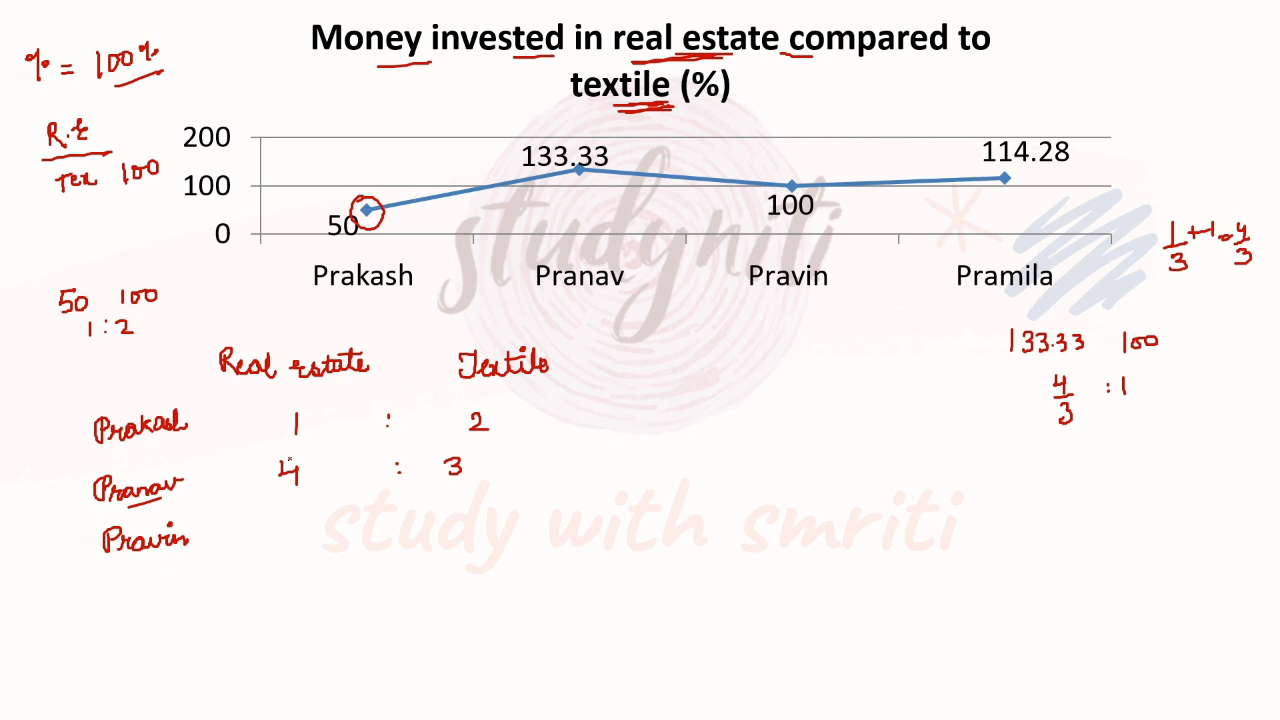 Money invested in real estate compared to
textile (%)
% = 100%
R.E
Tex 100
200
100
0
133.33
114.28
50
100
Prakash Pranav Pravin Pramila
1/3 +1 = 4/3
50 100
1 : 2
133.33 100
4/3 : 1
Real estate Textile
Prakash 1 : 2
Pranav 4 : 3
Pravin
studyniti
study with smriti